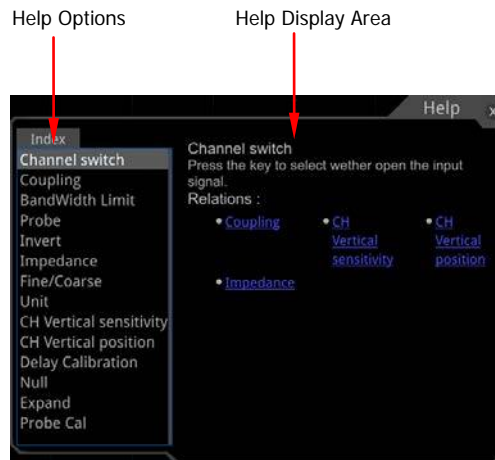 Help Options
Help Display Area
Help x
Index
Channel switch
Coupling
BandWidth Limit
Probe
Invert
Impedance
Fine/Coarse
Unit
CH Vertical sensitivity
CH Vertical position
Delay Calibration
Null
Expand
Probe Cal
Channel switch
Press the key to select wether open the input
signal.
Relations :
• Coupling
• CH
Vertical
sensitivity
• CH
Vertical
position
• Impedance